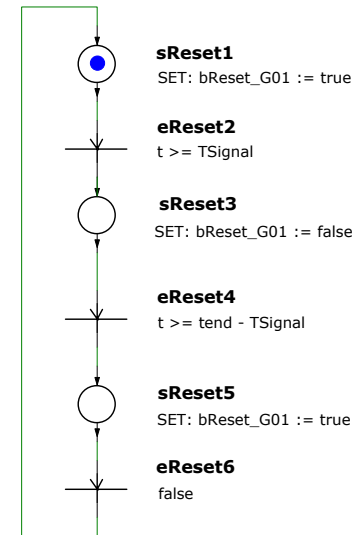 sReset1
SET: bReset_G01 := true
eReset2
t >= TSignal
sReset3
SET: bReset_G01 := false
eReset4
t >= tend - TSignal
sReset5
SET: bReset_G01 := true
eReset6
false